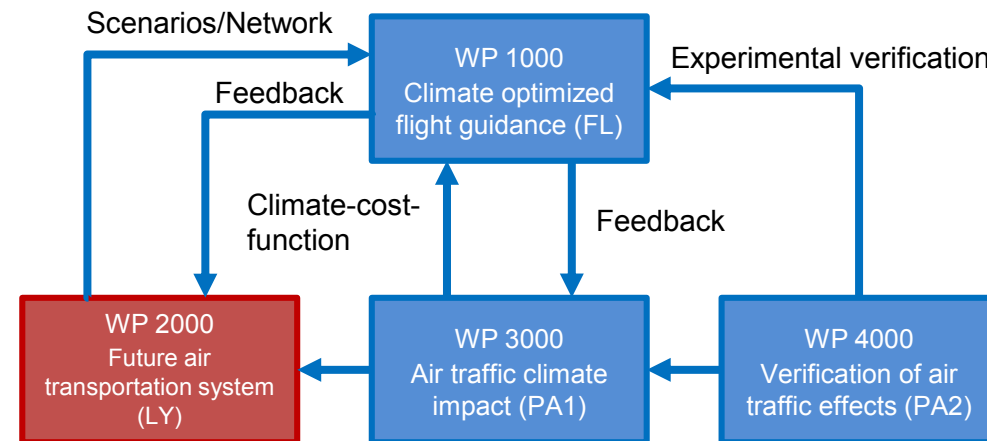 Scenarios/Network
WP 1000
Climate optimized
flight guidance (FL)
Experimental verification
Feedback
Climate-cost-
function
Feedback
WP 2000
Future air
transportation system
(LY)
WP 3000
Air traffic climate
impact (PA1)
WP 4000
Verification of air
traffic effects (PA2)